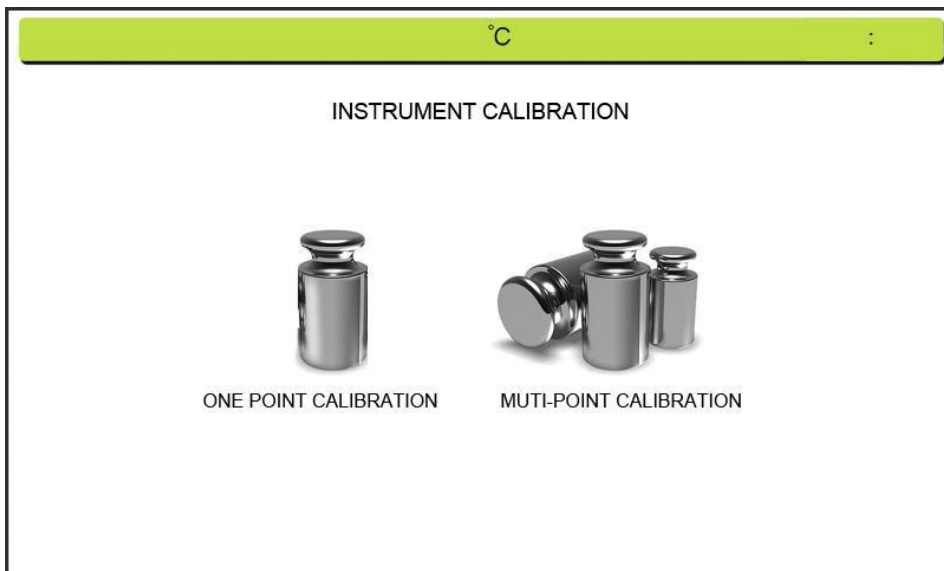 °C :
INSTRUMENT CALIBRATION
ONE POINT CALIBRATION MUTI-POINT CALIBRATION